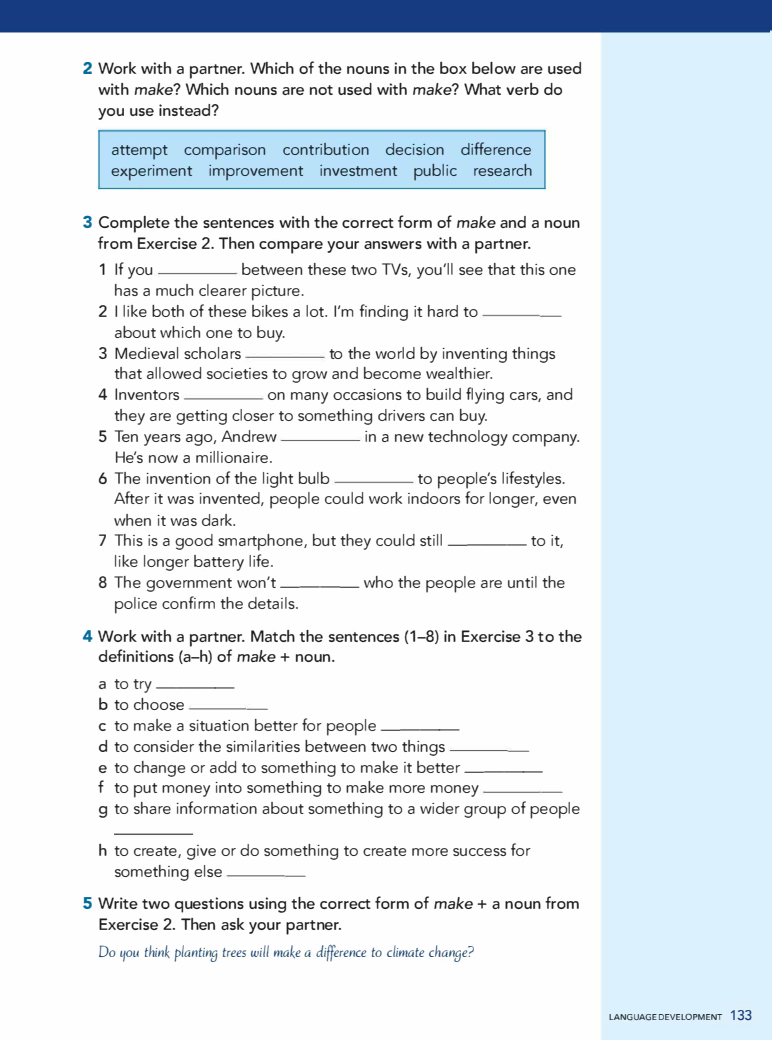 2 Work with a partner. Which of the nouns in the box below are used
with make? Which nouns are not used with make? What verb do
you use instead?
attempt comparison contribution decision difference
experiment improvement investment public research
3 Complete the sentences with the correct form of make and a noun
from Exercise 2. Then compare your answers with a partner.
1 If you __________ between these two TVs, you'll see that this one
has a much clearer picture.
2 I like both of these bikes a lot. I'm finding it hard to __________
about which one to buy.
3 Medieval scholars __________ to the world by inventing things
that allowed societies to grow and become wealthier.
4 Inventors __________ on many occasions to build flying cars, and
they are getting closer to something drivers can buy.
5 Ten years ago, Andrew __________ in a new technology company.
He's now a millionaire.
6 The invention of the light bulb __________ to people's lifestyles.
After it was invented, people could work indoors for longer, even
when it was dark.
7 This is a good smartphone, but they could still __________ to it,
like longer battery life.
8 The government won't __________ who the people are until the
police confirm the details.
4 Work with a partner. Match the sentences (1–8) in Exercise 3 to the
definitions (a–h) of make + noun.
a to try __________
b to choose __________
c to make a situation better for people __________
d to consider the similarities between two things __________
e to change or add to something to make it better __________
f to put money into something to make more money __________
g to share information about something to a wider group of people
__________
h to create, give or do something to create more success for
something else __________
5 Write two questions using the correct form of make + a noun from
Exercise 2. Then ask your partner.
Do you think planting trees will make a difference to climate change?
LANGUAGE DEVELOPMENT 133